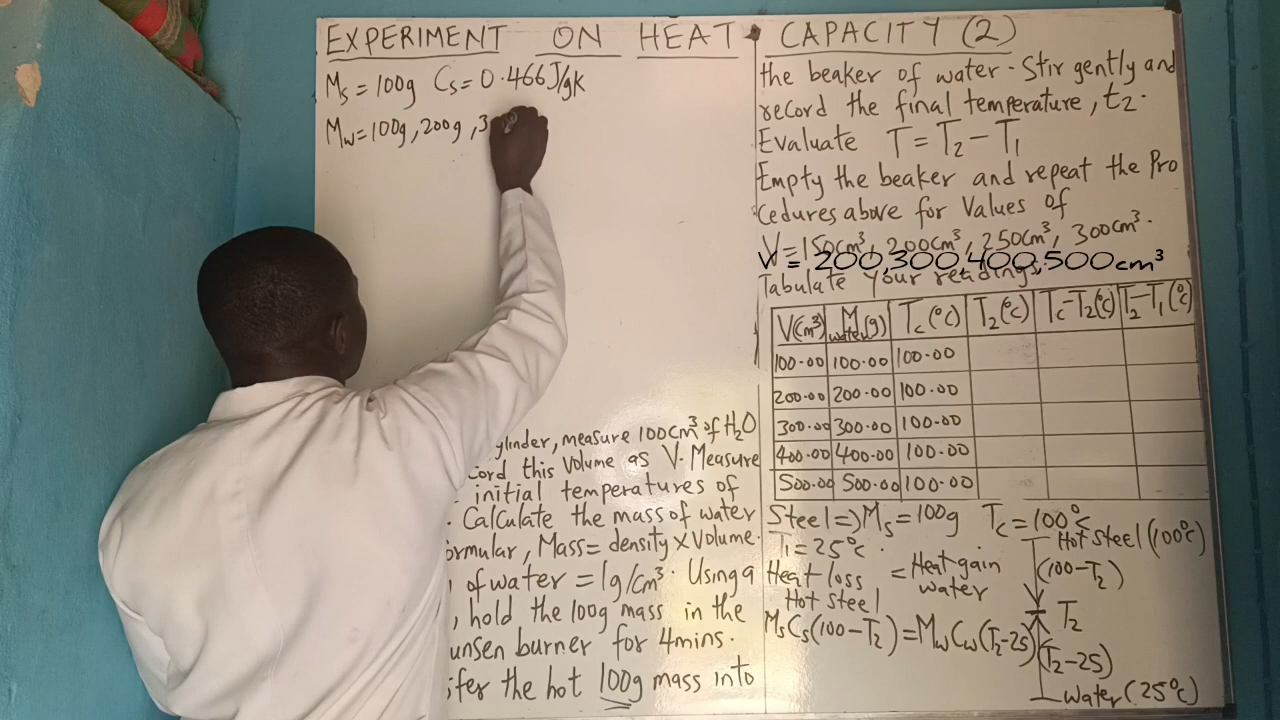 EXPERIMENT ON HEAT CAPACITY (2)
Ms = 100g Cs = 0.466J/gK
Mw = 100g, 200g, 3
ylinder, measure 100cm³ of H₂O
cord this Volume as V. Measure
initial temperatures of
. Calculate the mass of water
ormular, Mass = density × Volume.
of water = 1g/cm³. Using a
, hold the 100g mass in the
unsen burner for 4mins.
sfer the hot 100g mass into
the beaker of water. Stir gently and
record the final temperature, t₂.
Evaluate T = T₂ − T₁
Empty the beaker and repeat the Pro
cedures above for Values of
V = 150cm³, 200cm³, 250cm³, 300cm³.
V = 200,300,400,500cm³
Tabulate your readings.
V(cm³) M water(g) Tc(°c) T₂(°c) Tc−T₂(°c) T₂−T₁(°c)
100.00 100.00 100.00
200.00 200.00 100.00
300.00 300.00 100.00
400.00 400.00 100.00
500.00 500.00 100.00
Steel => Ms = 100g Tc = 100°c
T₁ = 25°c.
Heat loss Hot Steel = Heat gain water
MsCs(100−T₂) = MwCw(T₂−25)
Hot Steel (100°c)
(100−T₂)
T₂
(T₂−25)
Water (25°c)